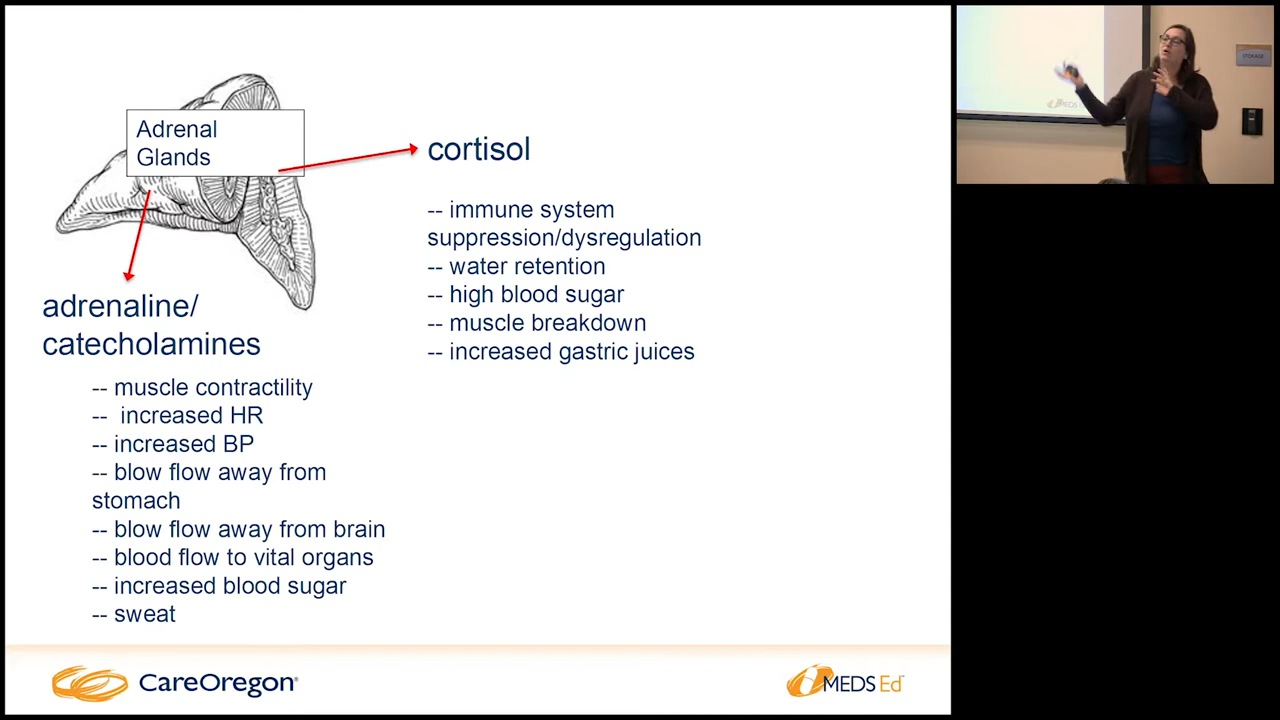 Adrenal
Glands
cortisol
-- immune system
suppression/dysregulation
-- water retention
-- high blood sugar
-- muscle breakdown
-- increased gastric juices
adrenaline/
catecholamines
-- muscle contractility
-- increased HR
-- increased BP
-- blow flow away from
stomach
-- blow flow away from brain
-- blood flow to vital organs
-- increased blood sugar
-- sweat
CareOregon®
MEDS Ed
MEDS
STORAGE